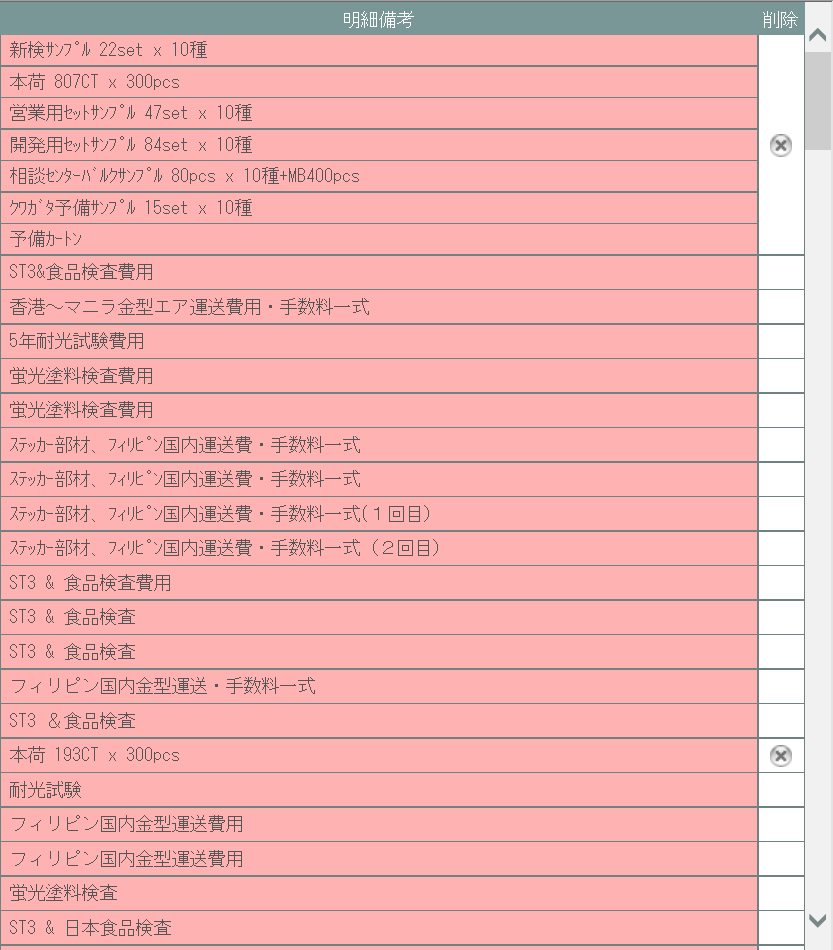 明細備考 削除
新検ｻﾝﾌﾟﾙ 22set x 10種
本荷 807CT x 300pcs
営業用ｾｯﾄｻﾝﾌﾟﾙ 47set x 10種
開発用ｾｯﾄｻﾝﾌﾟﾙ 84set x 10種
相談ｾﾝﾀｰﾊﾞﾙｸｻﾝﾌﾟﾙ 80pcs x 10種+MB400pcs
ｸﾜｶﾞﾀ予備ｻﾝﾌﾟﾙ 15set x 10種
予備ｶｰﾄﾝ
ST3&食品検査費用
香港～マニラ金型エア運送費用・手数料一式
5年耐光試験費用
蛍光塗料検査費用
蛍光塗料検査費用
ｽﾃｯｶｰ部材、ﾌｨﾘﾋﾟﾝ国内運送費・手数料一式
ｽﾃｯｶｰ部材、ﾌｨﾘﾋﾟﾝ国内運送費・手数料一式
ｽﾃｯｶｰ部材、ﾌｨﾘﾋﾟﾝ国内運送費・手数料一式(１回目)
ｽﾃｯｶｰ部材、ﾌｨﾘﾋﾟﾝ国内運送費・手数料一式（２回目）
ST3 & 食品検査費用
ST3 & 食品検査
ST3 & 食品検査
フィリピン国内金型運送・手数料一式
ST3 ＆食品検査
本荷 193CT x 300pcs
耐光試験
フィリピン国内金型運送費用
フィリピン国内金型運送費用
蛍光塗料検査
ST3 & 日本食品検査